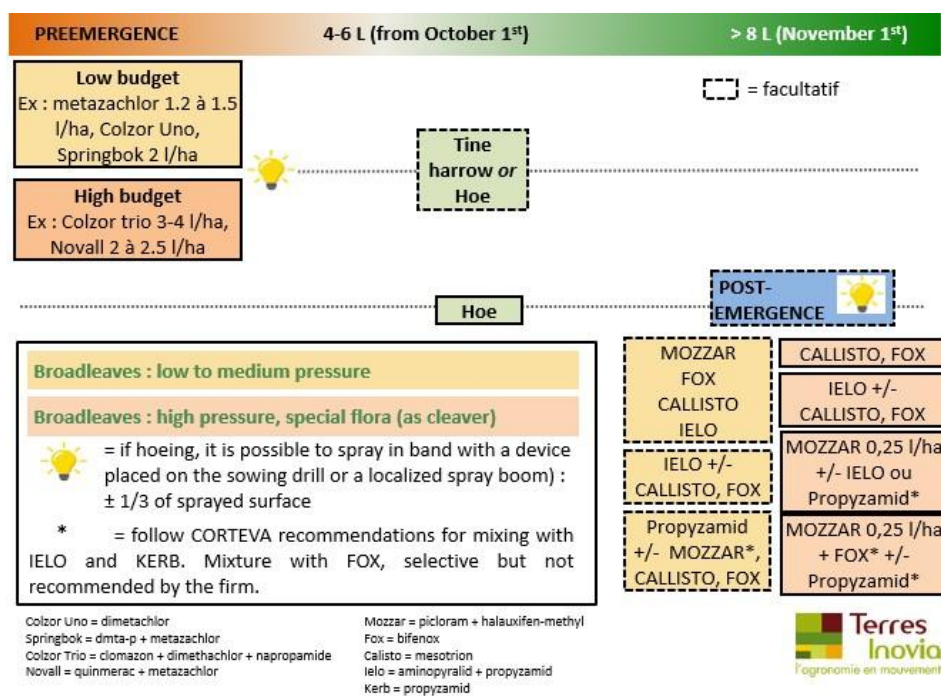 PREEMERGENCE 4-6 L (from October 1st) > 8 L (November 1st)
Low budget
Ex : metazachlor 1.2 à 1.5
l/ha, Colzor Uno,
Springbok 2 l/ha
= facultatif
Tine
harrow or
Hoe
High budget
Ex : Colzor trio 3-4 l/ha,
Novall 2 à 2.5 l/ha
Hoe
POST-
EMERGENCE
Broadleaves : low to medium pressure
Broadleaves : high pressure, special flora (as cleaver)
= if hoeing, it is possible to spray in band with a device
placed on the sowing drill or a localized spray boom) :
± 1/3 of sprayed surface
* = follow CORTEVA recommendations for mixing with
IELO and KERB. Mixture with FOX, selective but not
recommended by the firm.
MOZZAR
FOX
CALLISTO
IELO
IELO +/-
CALLISTO, FOX
Propyzamid
+/- MOZZAR*,
CALLISTO, FOX
CALLISTO, FOX
IELO +/-
CALLISTO, FOX
MOZZAR 0,25 l/ha
+/- IELO ou
Propyzamid*
MOZZAR 0,25 l/ha
+ FOX* +/-
Propyzamid*
Colzor Uno = dimetachlor
Springbok = dmta-p + metazachlor
Colzor Trio = clomazon + dimethachlor + napropamide
Novall = quinmerac + metazachlor
Mozzar = picloram + halauxifen-methyl
Fox = bifenox
Calisto = mesotrion
Ielo = aminopyralid + propyzamid
Kerb = propyzamid
Terres
Inovia
l'agronomie en mouvement